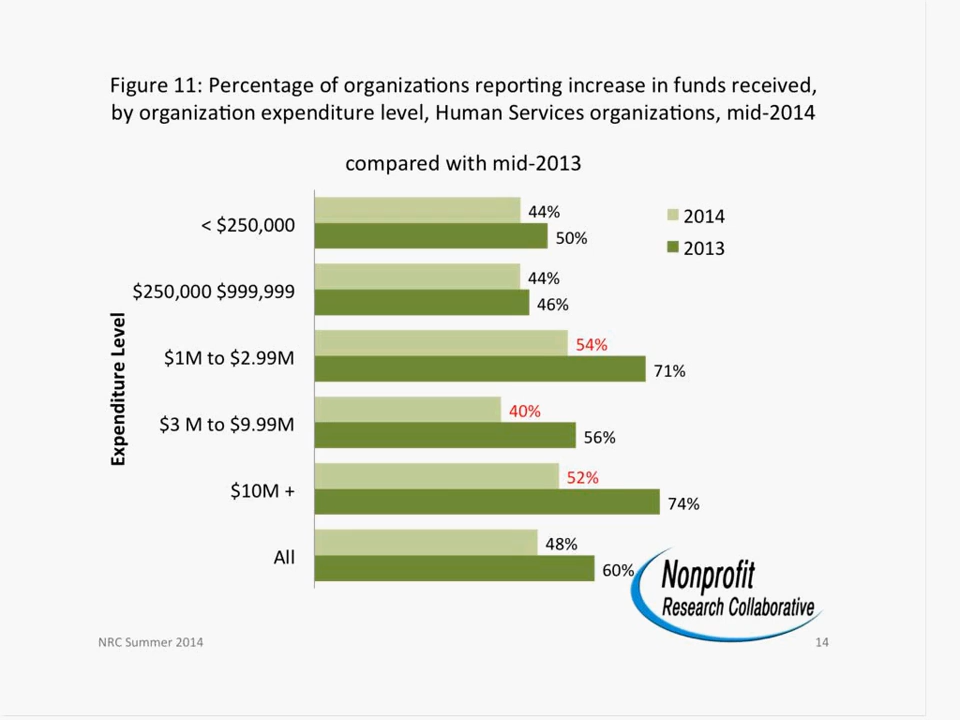 Figure 11: Percentage of organizations reporting increase in funds received,
by organization expenditure level, Human Services organizations, mid-2014
compared with mid-2013
< $250,000
44%
50%
2014
2013
$250,000 $999,999
44%
46%
Expenditure Level
$1M to $2.99M
54%
71%
$3 M to $9.99M
40%
56%
$10M +
52%
74%
All
48%
60%
Nonprofit
Research Collaborative
NRC Summer 2014
14